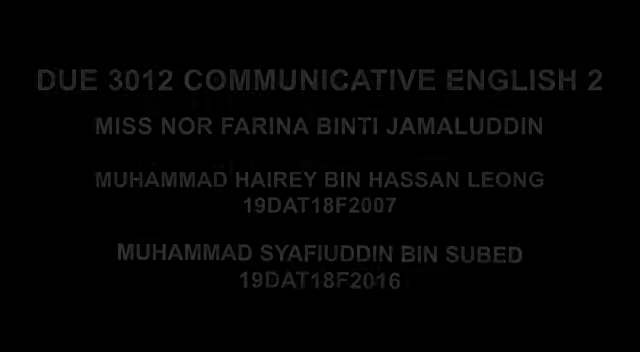 DUE 3012 COMMUNICATIVE ENGLISH 2
MISS NOR FARINA BINTI JAMALUDDIN
MUHAMMAD HAIREY BIN HASSAN LEONG
19DAT18F2007
MUHAMMAD SYAFIUDDIN BIN SUBED
19DAT18F2016